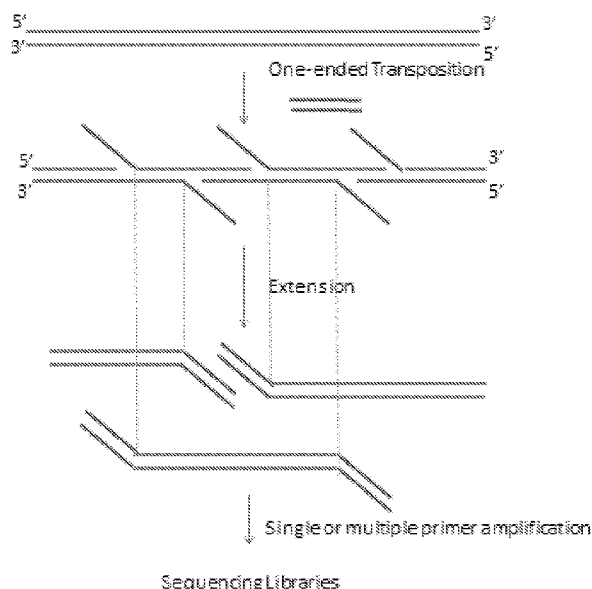 5’ 3’
3’ 5’
One-ended Transposition
5’ 3’
3’ 5’
Extension
Single or multiple primer amplification
Sequencing Libraries